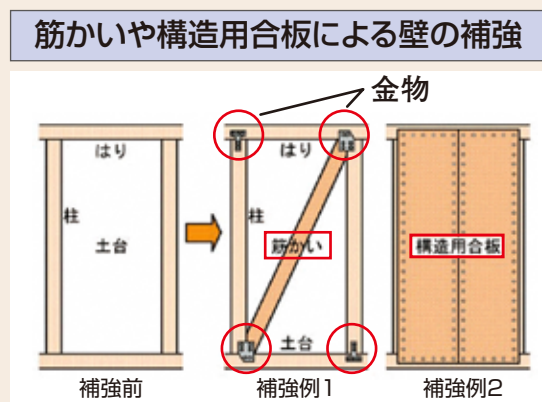 筋かいや構造用合板による壁の補強
金物
はり
柱
土台
はり
柱
筋かい
土台
構造用合板
補強前
補強例1
補強例2